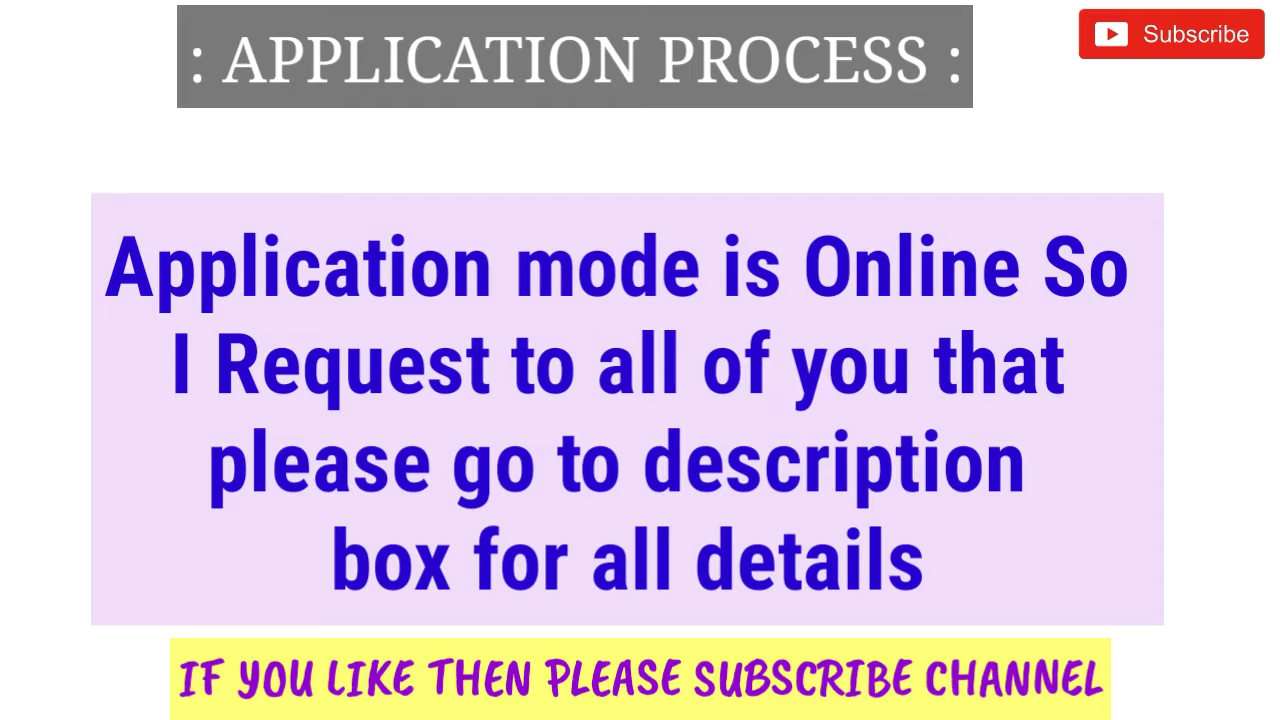 : APPLICATION PROCESS :
Subscribe
Application mode is Online So
I Request to all of you that
please go to description
box for all details
IF YOU LIKE THEN PLEASE SUBSCRIBE CHANNEL